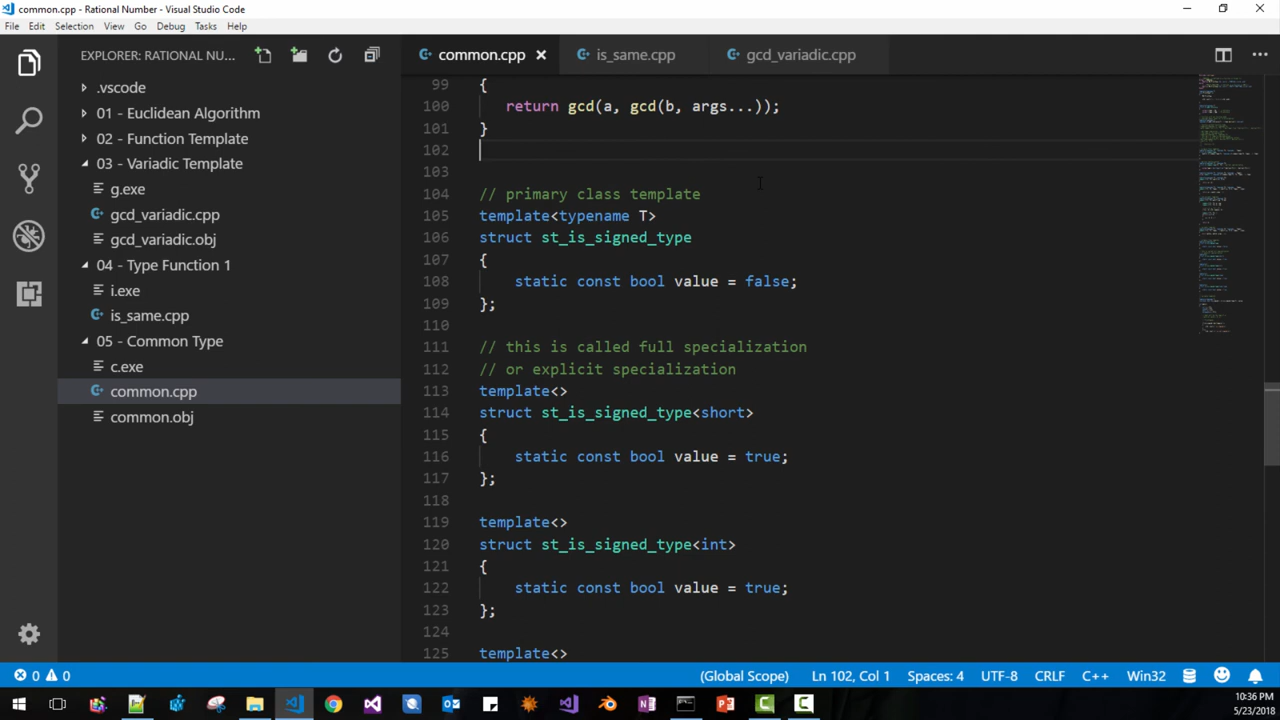 common.cpp - Rational Number - Visual Studio Code
File Edit Selection View Go Debug Tasks Help
EXPLORER: RATIONAL NU...
common.cpp
is_same.cpp
gcd_variadic.cpp
.vscode
01 - Euclidean Algorithm
02 - Function Template
03 - Variadic Template
g.exe
gcd_variadic.cpp
gcd_variadic.obj
04 - Type Function 1
i.exe
is_same.cpp
05 - Common Type
c.exe
common.cpp
common.obj
99 {
100 return gcd(a, gcd(b, args...));
101 }
102
103
104 // primary class template
105 template<typename T>
106 struct st_is_signed_type
107 {
108 static const bool value = false;
109 };
110
111 // this is called full specialization
112 // or explicit specialization
113 template<>
114 struct st_is_signed_type<short>
115 {
116 static const bool value = true;
117 };
118
119 template<>
120 struct st_is_signed_type<int>
121 {
122 static const bool value = true;
123 };
124
125 template<>
0 0 (Global Scope) Ln 102, Col 1 Spaces: 4 UTF-8 CRLF C++ Win32
10:36 PM
5/23/2018